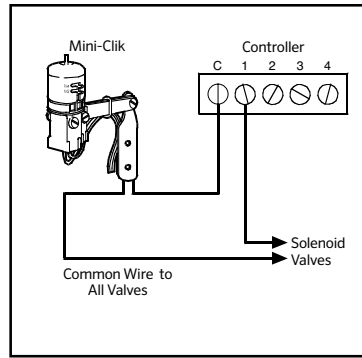 Mini-Clik
Controller
C 1 2 3 4
Solenoid
Valves
Common Wire to
All Valves